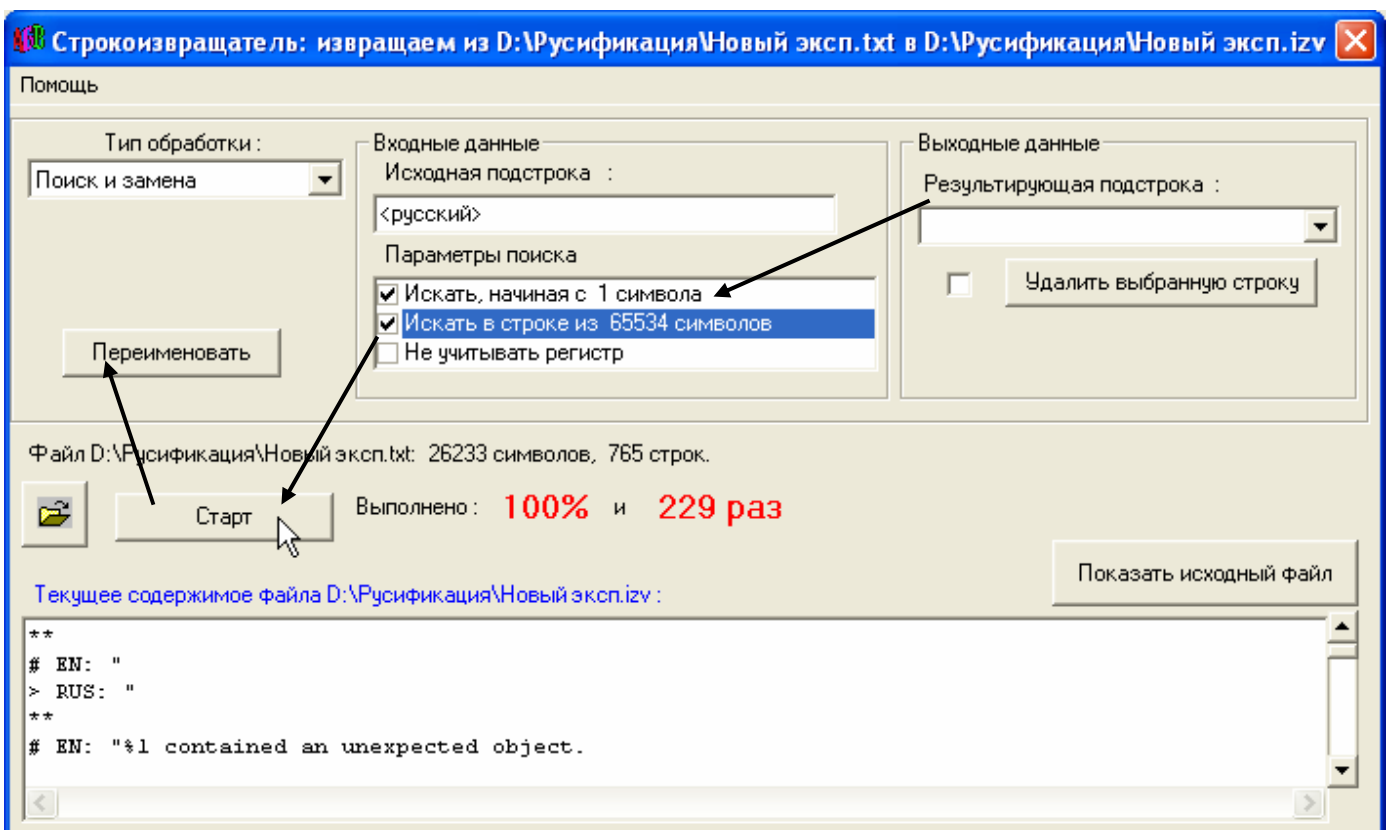 Строкоизвращатель: извращаем из D:\Русификация\Новый эксп.txt в D:\Русификация\Новый эксп.izv
Помощь
Тип обработки :
Поиск и замена
Переименовать
Входные данные
Исходная подстрока :
<русский>
Параметры поиска
Искать, начиная с 1 символа
Искать в строке из 65534 символов
Не учитывать регистр
Выходные данные
Результирующая подстрока :
Удалить выбранную строку
Файл D:\Русификация\Новый эксп.txt: 26233 символов, 765 строк.
Старт
Выполнено : 100% и 229 раз
Показать исходный файл
Текущее содержимое файла D:\Русификация\Новый эксп.izv :
**
# EN: "
> RUS: "
**
# EN: "%1 contained an unexpected object.